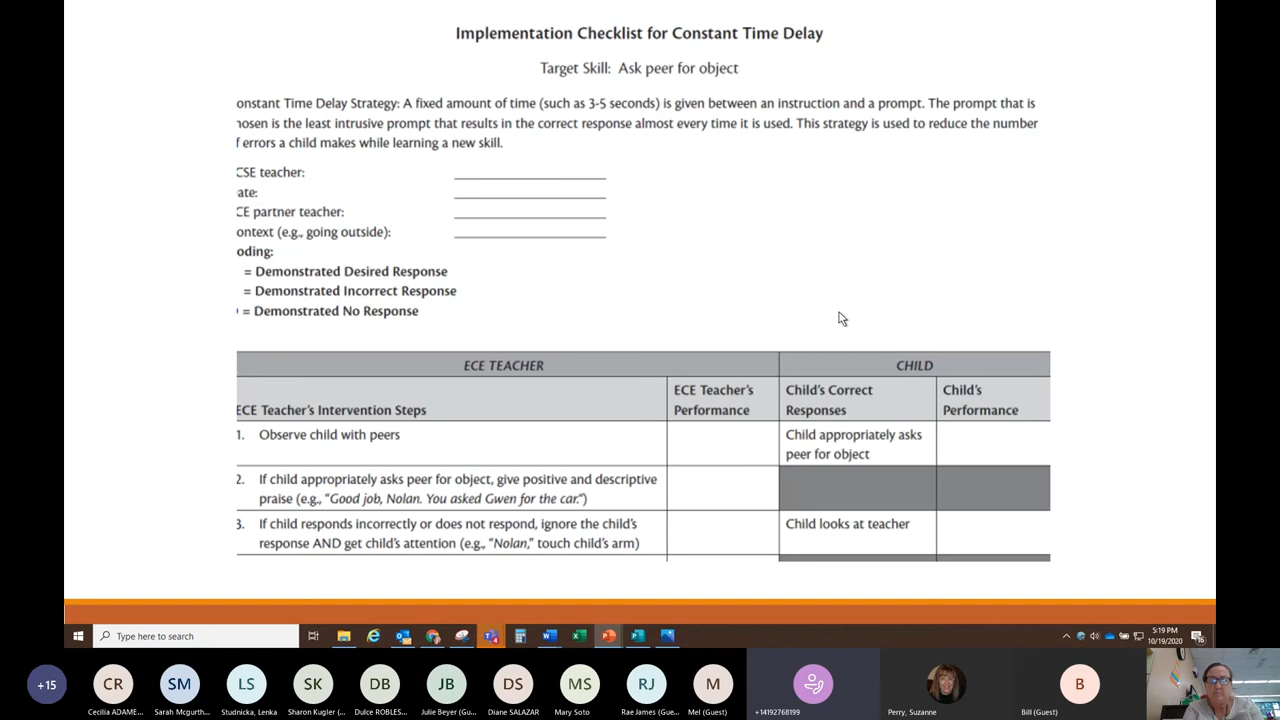 Implementation Checklist for Constant Time Delay
Target Skill: Ask peer for object
onstant Time Delay Strategy: A fixed amount of time (such as 3-5 seconds) is given between an instruction and a prompt. The prompt that is
hosen is the least intrusive prompt that results in the correct response almost every time it is used. This strategy is used to reduce the number
f errors a child makes while learning a new skill.
CSE teacher:
ate:
CE partner teacher:
ontext (e.g., going outside):
oding:
= Demonstrated Desired Response
= Demonstrated Incorrect Response
= Demonstrated No Response
ECE TEACHER CHILD
ECE Teacher's Intervention Steps
ECE Teacher's Performance
Child's Correct Responses
Child's Performance
1. Observe child with peers
Child appropriately asks
peer for object
2. If child appropriately asks peer for object, give positive and descriptive
praise (e.g., "Good job, Nolan. You asked Gwen for the car.")
3. If child responds incorrectly or does not respond, ignore the child's
response AND get child's attention (e.g., "Nolan," touch child's arm)
Child looks at teacher
Type here to search
5:19 PM
10/19/2020
16
+15
CR
SM
LS
SK
DB
JB
DS
MS
RJ
M
B
Cecilia ADAME...
Sarah Mcgurth...
Studnicka, Lenka
Sharon Kugler (...
Dulce ROBLES...
Julie Beyer (Gu...
Diane SALAZAR
Mary Soto
Rae James (Gue...
Mel (Guest)
+14192768199
Perry, Suzanne
Bill (Guest)